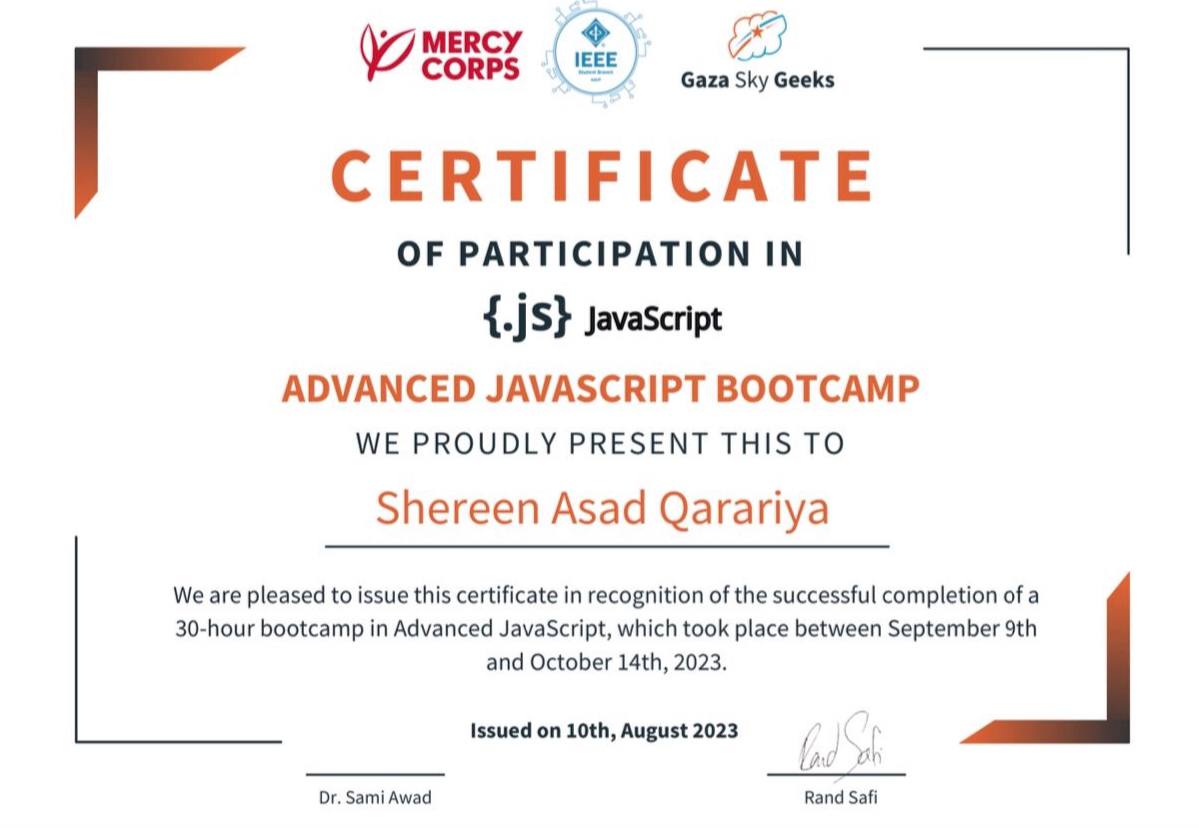 MERCY
CORPS
IEEE
Student Branch
Gaza Sky Geeks
CERTIFICATE
OF PARTICIPATION IN
{.js} JavaScript
ADVANCED JAVASCRIPT BOOTCAMP
WE PROUDLY PRESENT THIS TO
Shereen Asad Qarariya
We are pleased to issue this certificate in recognition of the successful completion of a
30-hour bootcamp in Advanced JavaScript, which took place between September 9th
and October 14th, 2023.
Issued on 10th, August 2023
Rand Safi
Dr. Sami Awad
Rand Safi